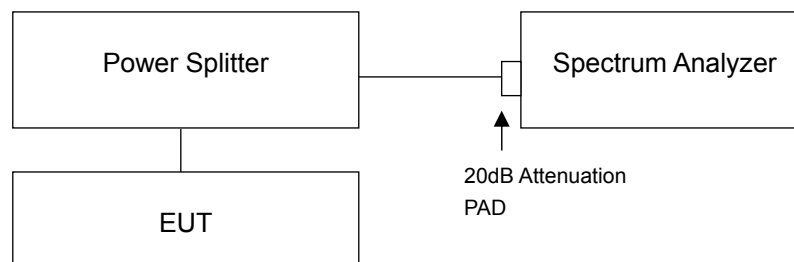 Power Splitter
Spectrum Analyzer
20dB Attenuation
PAD
EUT